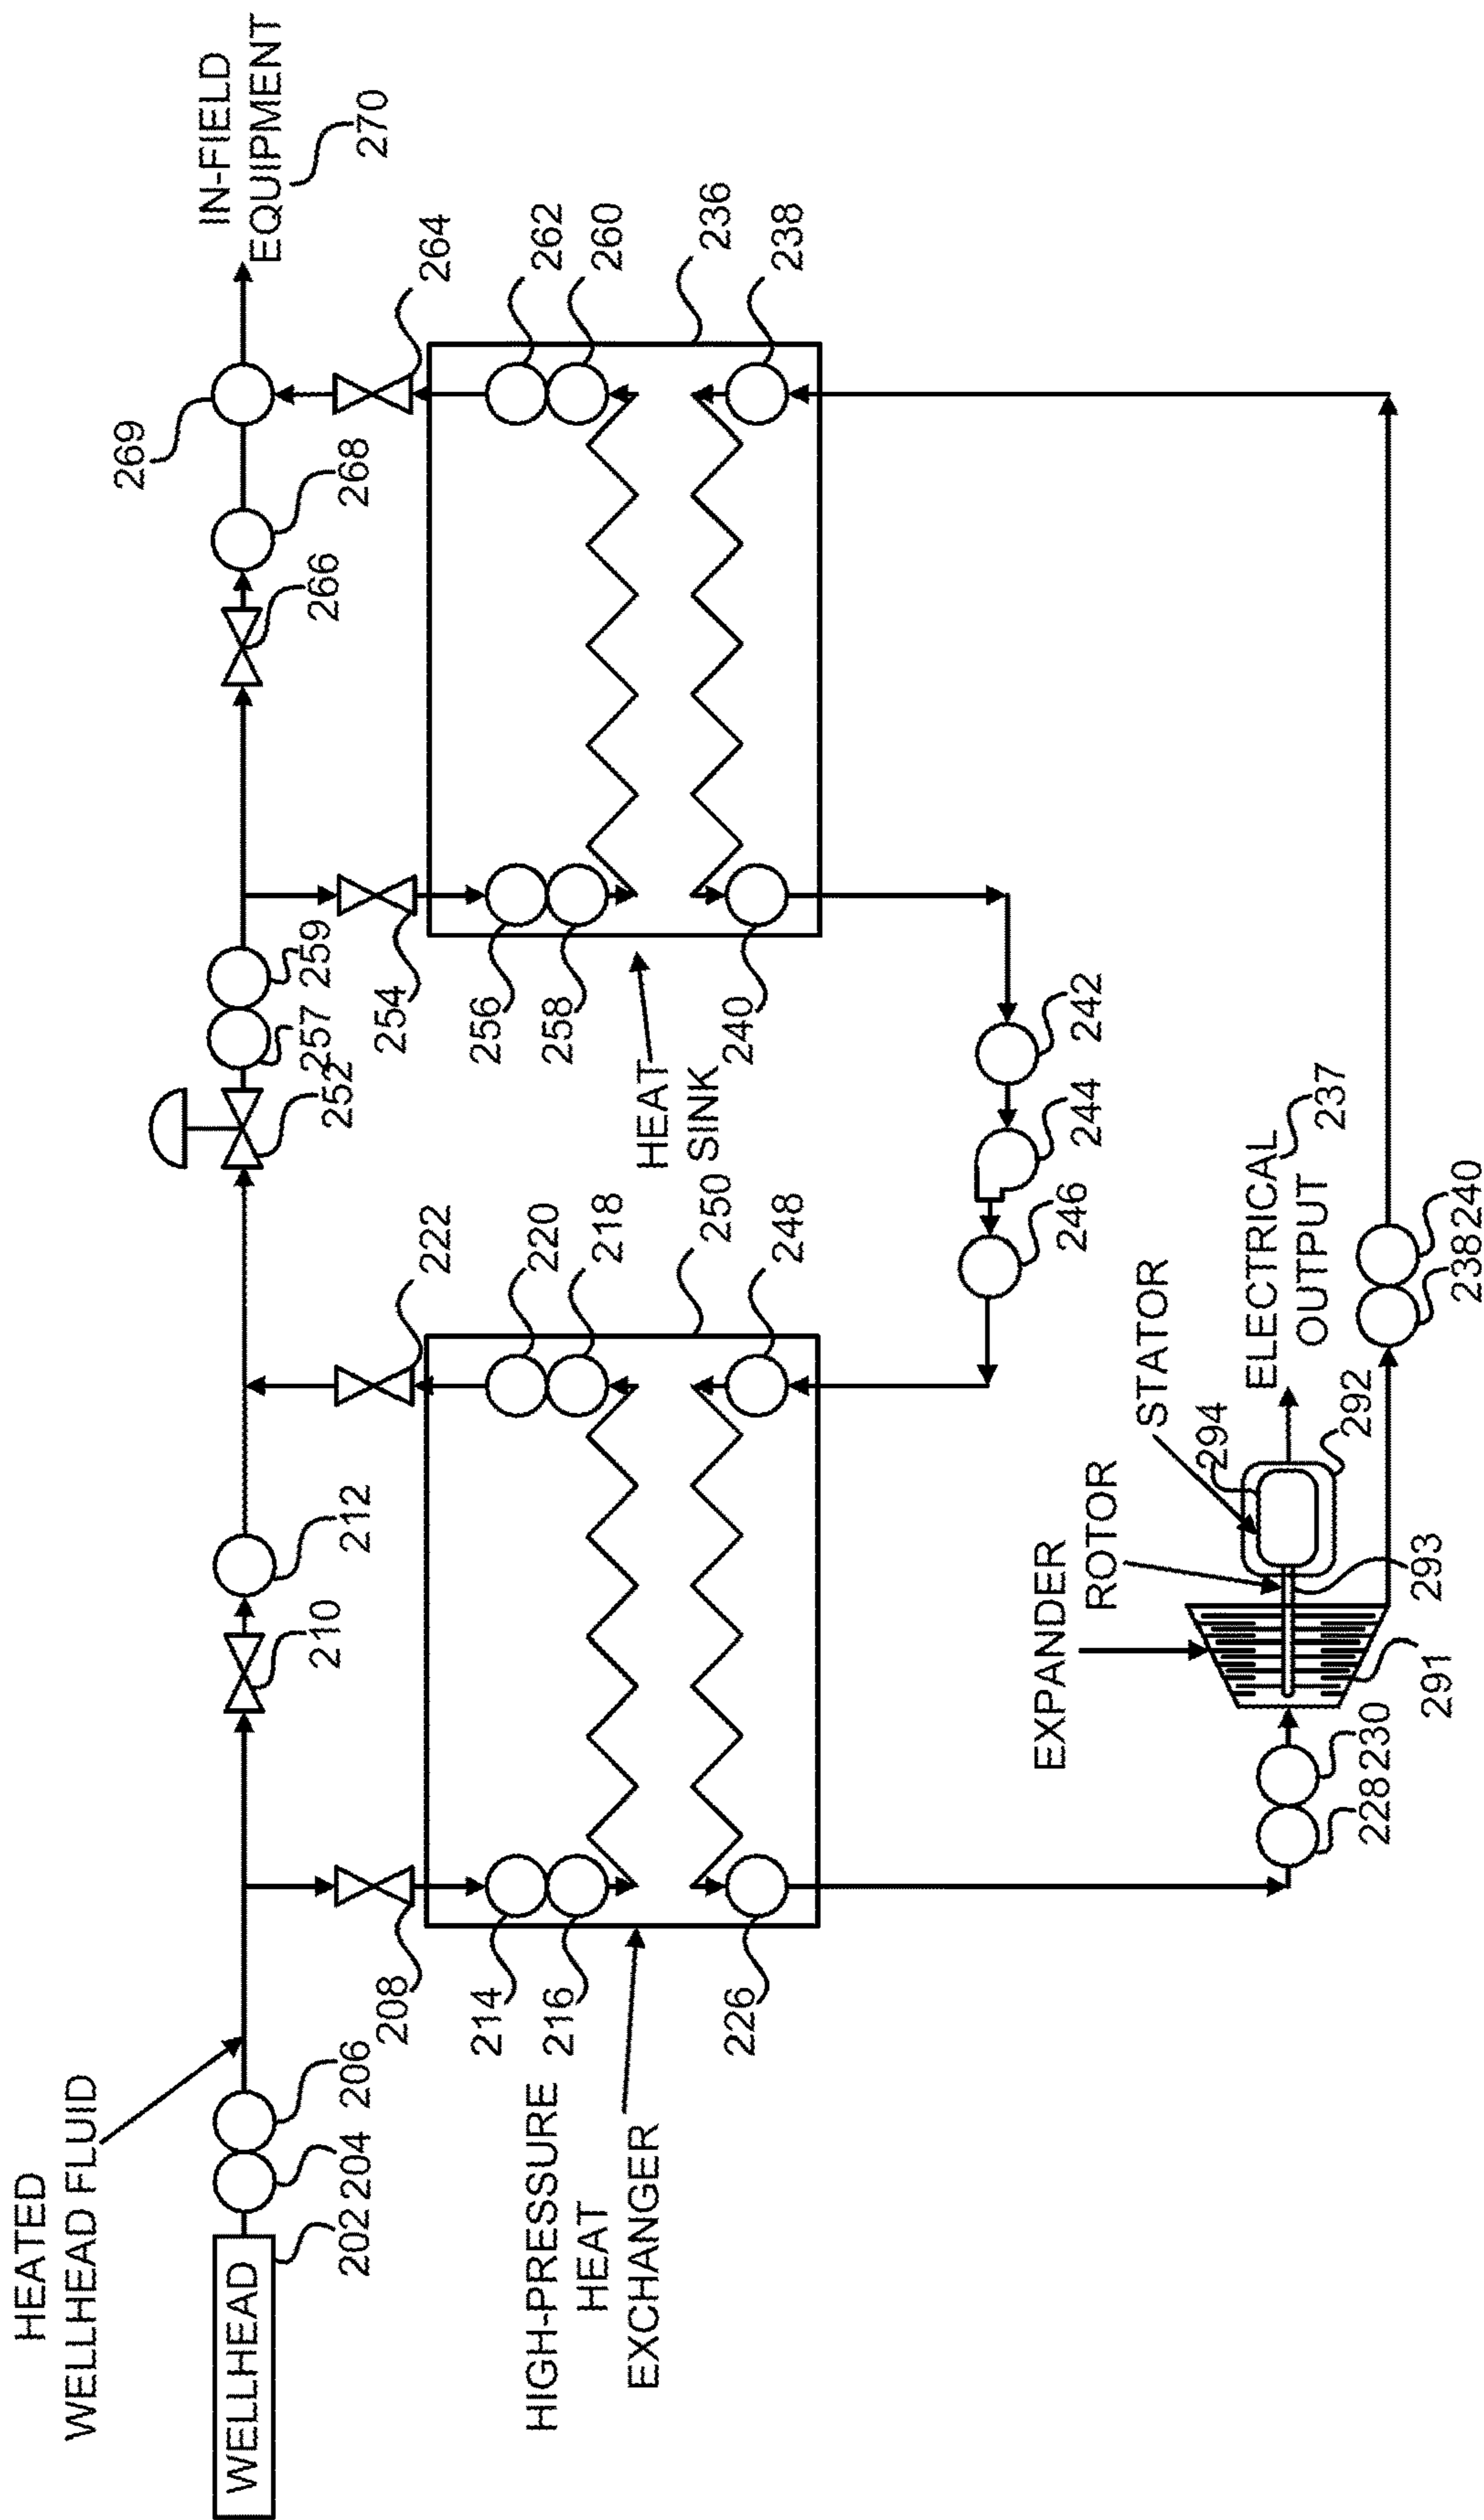 HEATED
WELLHEAD FLUID
WELLHEAD
202
204
206
208
210
212
222
252
257
259
254
266
268
269
264
IN-FIELD
EQUIPMENT
270
HIGH-PRESSURE
HEAT
EXCHANGER
214
216
226
220
218
250
248
HEAT
SINK
256
258
240
262
260
236
238
242
244
246
EXPANDER
ROTOR
STATOR
294
ELECTRICAL
OUTPUT
237
292
293
291
228
230
238
240